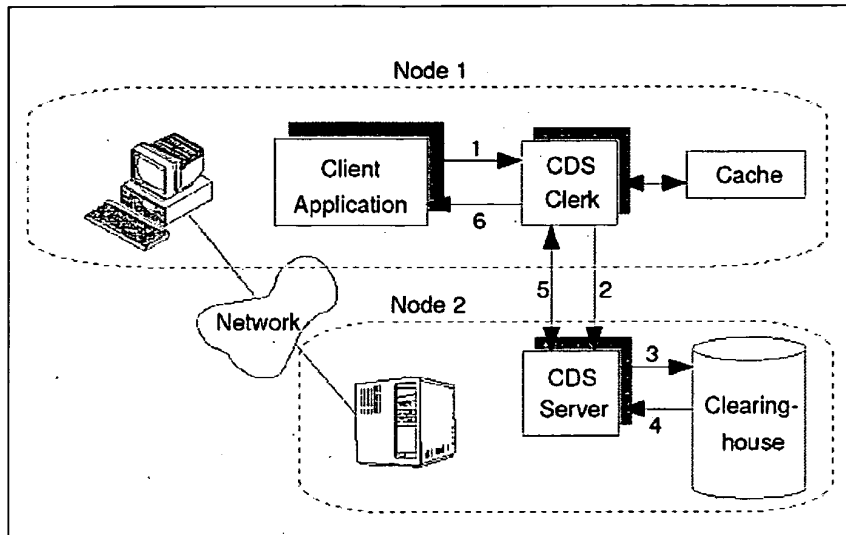 Node 1
Client
Application
1
6
CDS
Clerk
Cache
5
2
Network
Node 2
CDS
Server
3
4
Clearing-
house